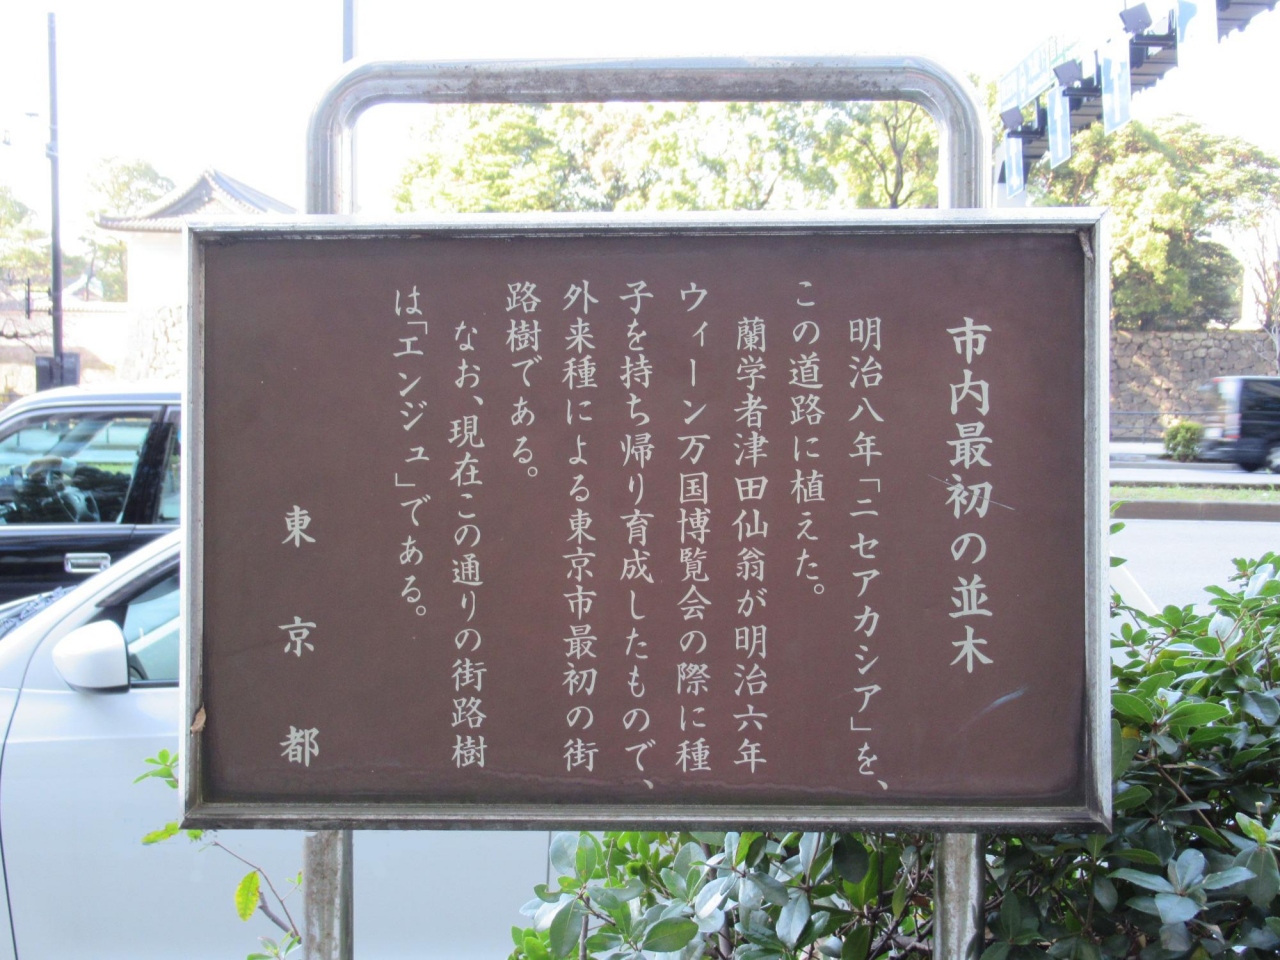 市内最初の並木
明治八年「ニセアカシア」を、
この道路に植えた。
蘭学者津田仙翁が明治六年
ウィーン万国博覧会の際に種
子を持ち帰り育成したもので、
外来種による東京市最初の街
路樹である。
なお、現在この通りの街路樹
は「エンジュ」である。
東京都